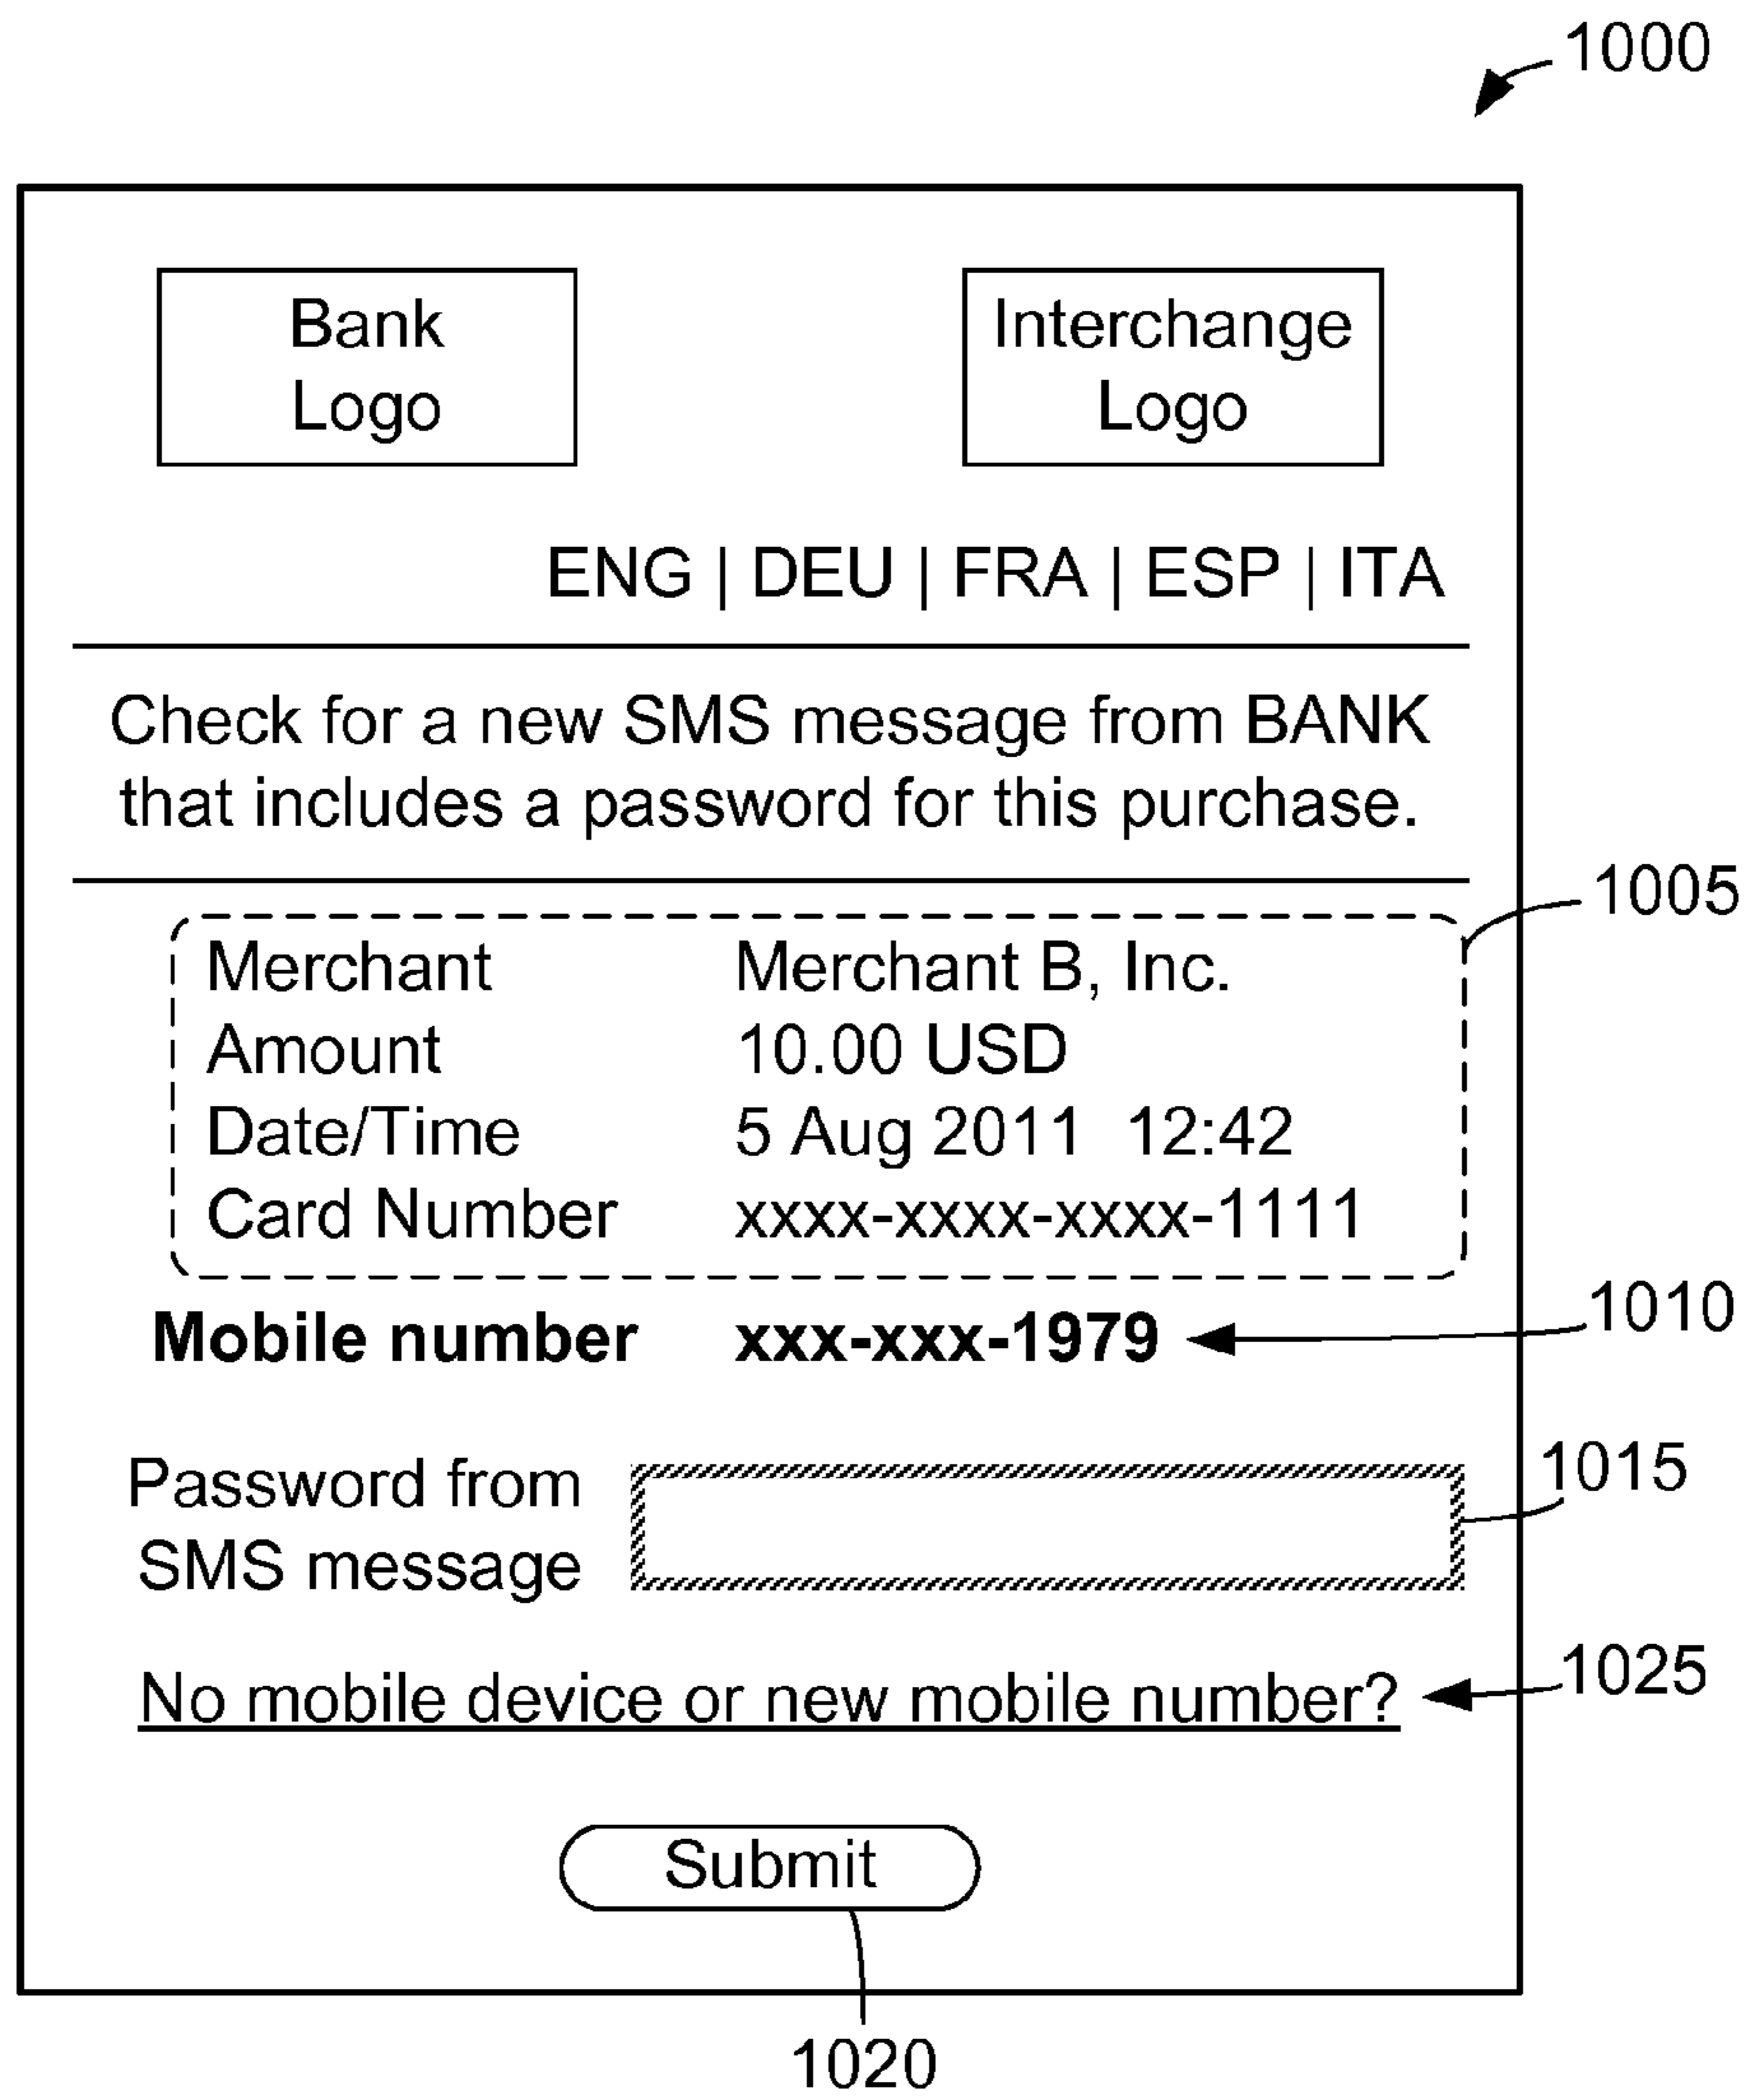 1000
Bank
Logo
Interchange
Logo
ENG | DEU | FRA | ESP | ITA
Check for a new SMS message from BANK
that includes a password for this purchase.
1005
Merchant Merchant B, Inc.
Amount 10.00 USD
Date/Time 5 Aug 2011 12:42
Card Number xxxx-xxxx-xxxx-1111
Mobile number xxx-xxx-1979 1010
Password from
SMS message
1015
No mobile device or new mobile number? 1025
Submit
1020